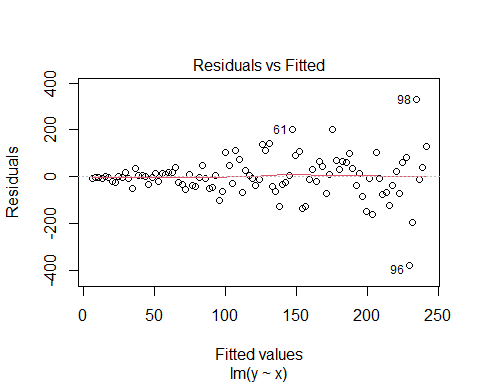 Residuals vs Fitted
Residuals
400
200
0
-200
-400
61
98
96
0 50 100 150 200 250
Fitted values
lm(y ~ x)